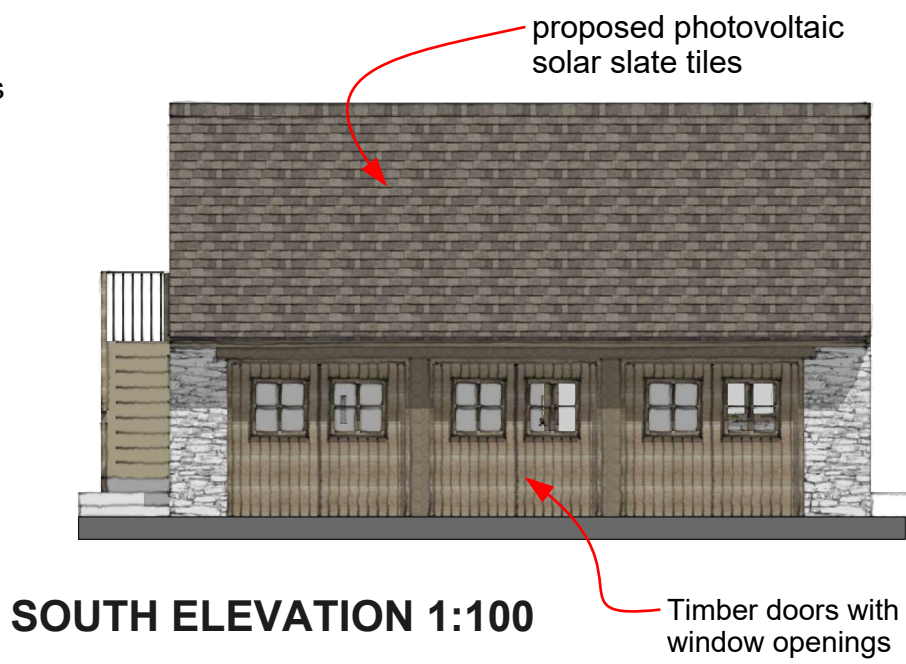 proposed photovoltaic
solar slate tiles
s
SOUTH ELEVATION 1:100
Timber doors with
window openings